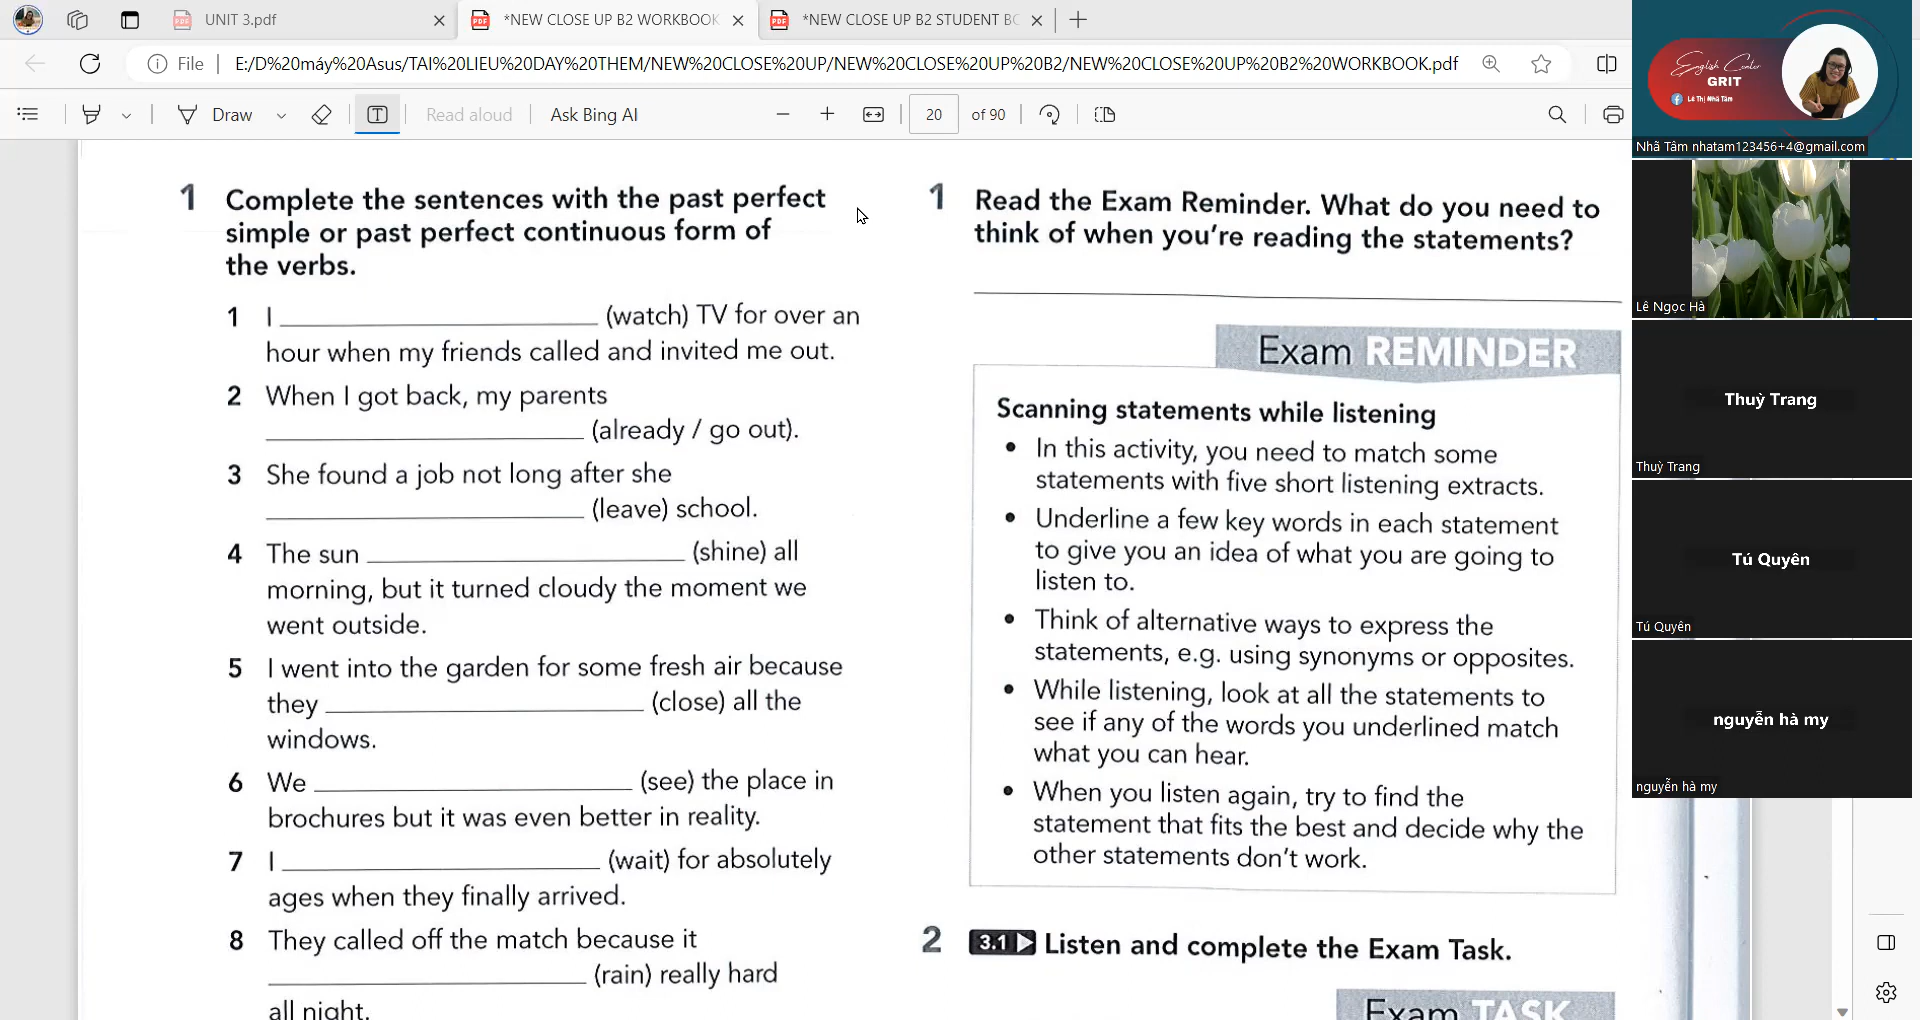 UNIT 3.pdf
*NEW CLOSE UP B2 WORKBOOK
*NEW CLOSE UP B2 STUDENT BO
File
E:/D%20máy%20Asus/TAI%20LIEU%20DAY%20THEM/NEW%20CLOSE%20UP/NEW%20CLOSE%20UP%20B2/NEW%20CLOSE%20UP%20B2%20WORKBOOK.pdf
Draw
Read aloud
Ask Bing AI
20 of 90
1 Complete the sentences with the past perfect
simple or past perfect continuous form of
the verbs.
1 I ______ (watch) TV for over an
hour when my friends called and invited me out.
2 When I got back, my parents
______ (already / go out).
3 She found a job not long after she
______ (leave) school.
4 The sun ______ (shine) all
morning, but it turned cloudy the moment we
went outside.
5 I went into the garden for some fresh air because
they ______ (close) all the
windows.
6 We ______ (see) the place in
brochures but it was even better in reality.
7 I ______ (wait) for absolutely
ages when they finally arrived.
8 They called off the match because it
______ (rain) really hard
all night.
1 Read the Exam Reminder. What do you need to
think of when you're reading the statements?
Exam REMINDER
Scanning statements while listening
• In this activity, you need to match some
statements with five short listening extracts.
• Underline a few key words in each statement
to give you an idea of what you are going to
listen to.
• Think of alternative ways to express the
statements, e.g. using synonyms or opposites.
• While listening, look at all the statements to
see if any of the words you underlined match
what you can hear.
• When you listen again, try to find the
statement that fits the best and decide why the
other statements don't work.
2 3.1 Listen and complete the Exam Task.
Exam TASK
English Center
GRIT
Lê Thị Nhã Tâm
Nhã Tâm nhatam123456+4@gmail.com
Lê Ngọc Hà
Thuỳ Trang
Thuỳ Trang
Tú Quyên
Tú Quyên
nguyễn hà my
nguyễn hà my